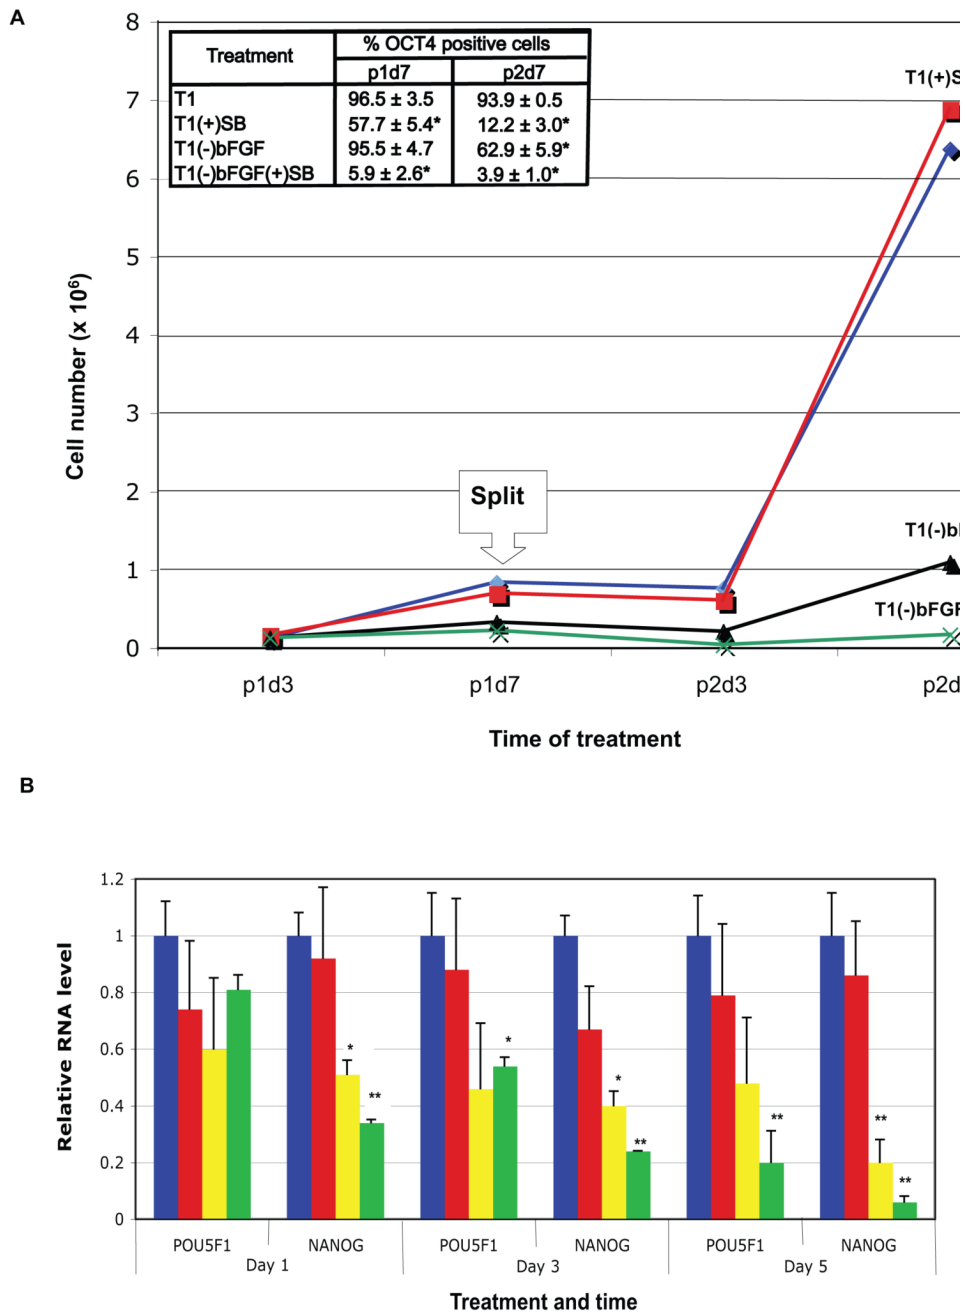 A
8
7
6
5
4
3
2
1
0
Treatment % OCT4 positive cells
p1d7 p2d7
T1 96.5 ± 3.5 93.9 ± 0.5
T1(+)SB 57.7 ± 5.4* 12.2 ± 3.0*
T1(-)bFGF 95.5 ± 4.7 62.9 ± 5.9*
T1(-)bFGF(+)SB 5.9 ± 2.6* 3.9 ± 1.0*
T1(+)S
Split
T1(-)b
T1(-)bFGF
Cell number (x 10⁶)
p1d3 p1d7 p2d3 p2d
Time of treatment
B
1.2
1
0.8
0.6
0.4
0.2
0
Relative RNA level
* ** * * ** ** ** **
POU5F1 NANOG POU5F1 NANOG POU5F1 NANOG
Day 1 Day 3 Day 5
Treatment and time